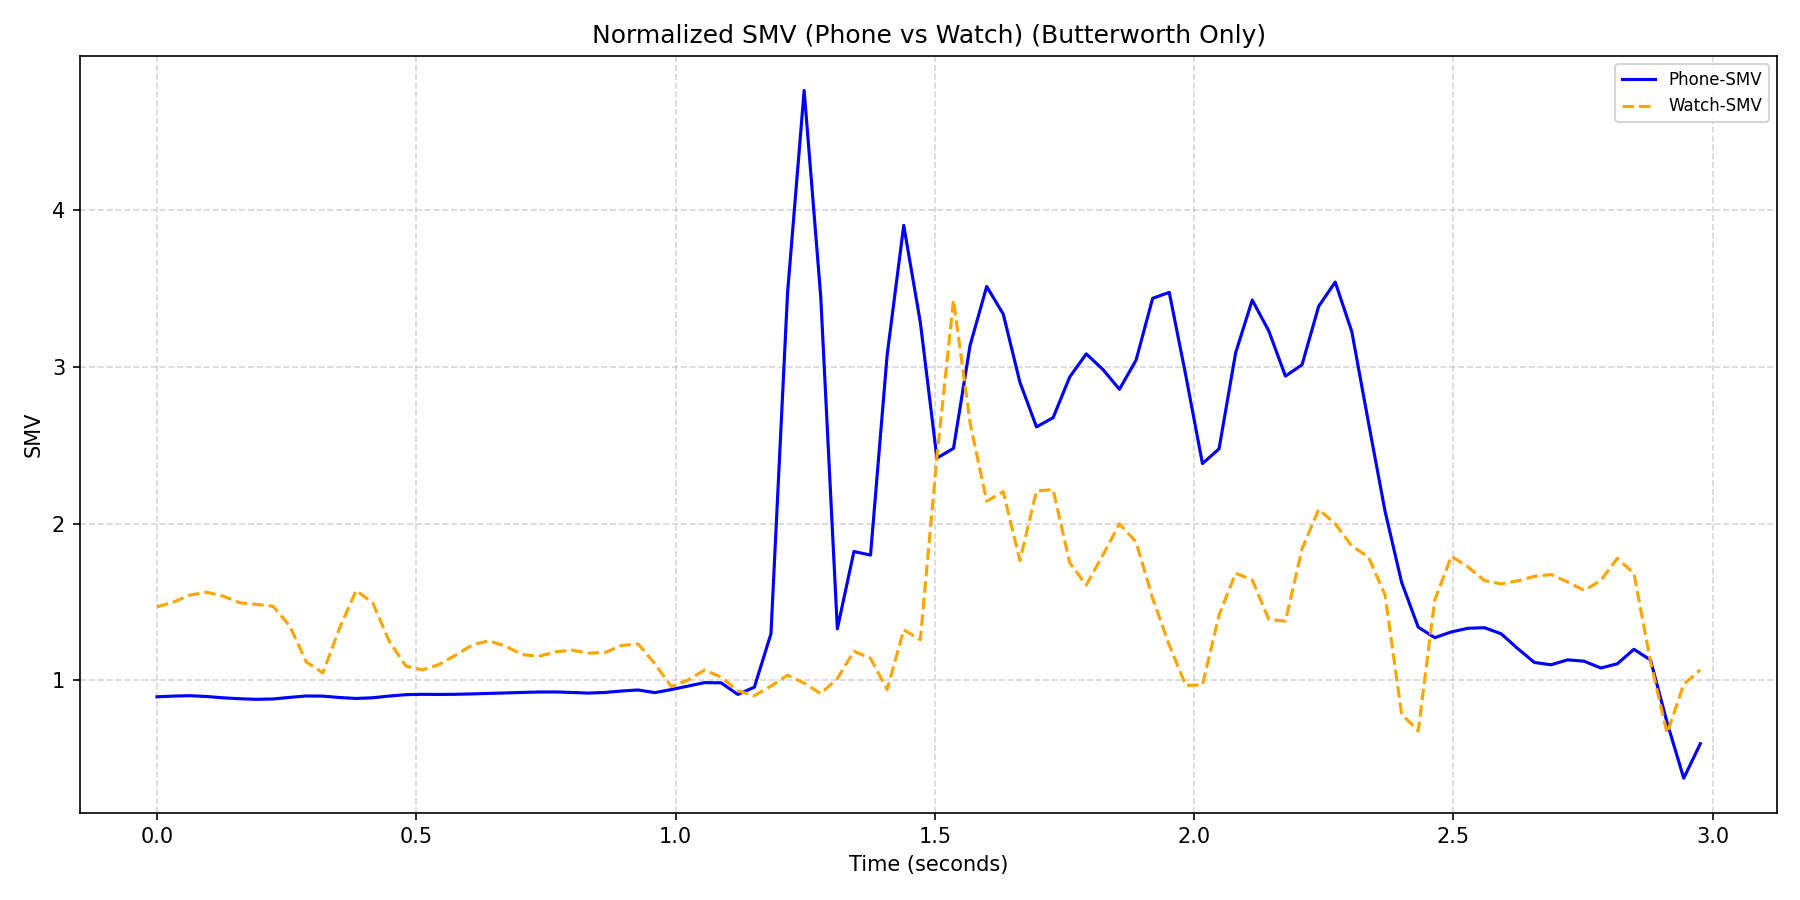 Normalized SMV (Phone vs Watch) (Butterworth Only)
Phone-SMV
Watch-SMV
4
3
2
1
SMV
0.0 0.5 1.0 1.5 2.0 2.5 3.0
Time (seconds)